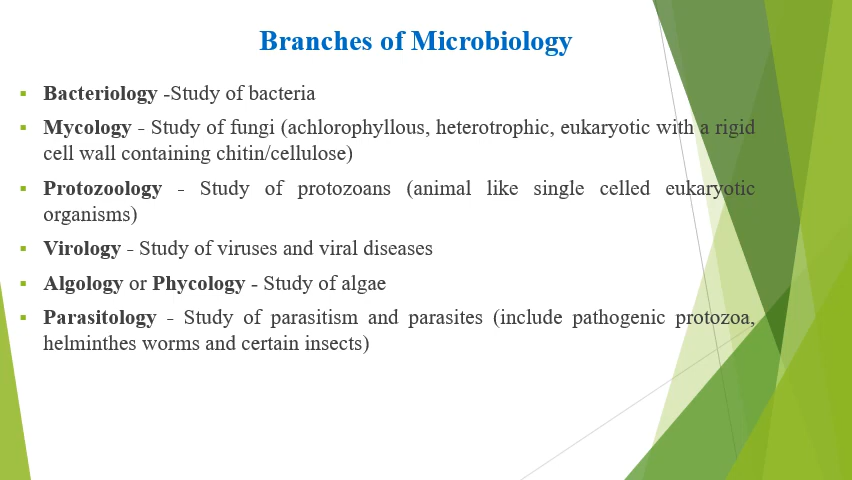 Branches of Microbiology
▪ Bacteriology -Study of bacteria
▪ Mycology - Study of fungi (achlorophyllous, heterotrophic, eukaryotic with a rigid
cell wall containing chitin/cellulose)
▪ Protozoology - Study of protozoans (animal like single celled eukaryotic
organisms)
▪ Virology - Study of viruses and viral diseases
▪ Algology or Phycology - Study of algae
▪ Parasitology - Study of parasitism and parasites (include pathogenic protozoa,
helminthes worms and certain insects)